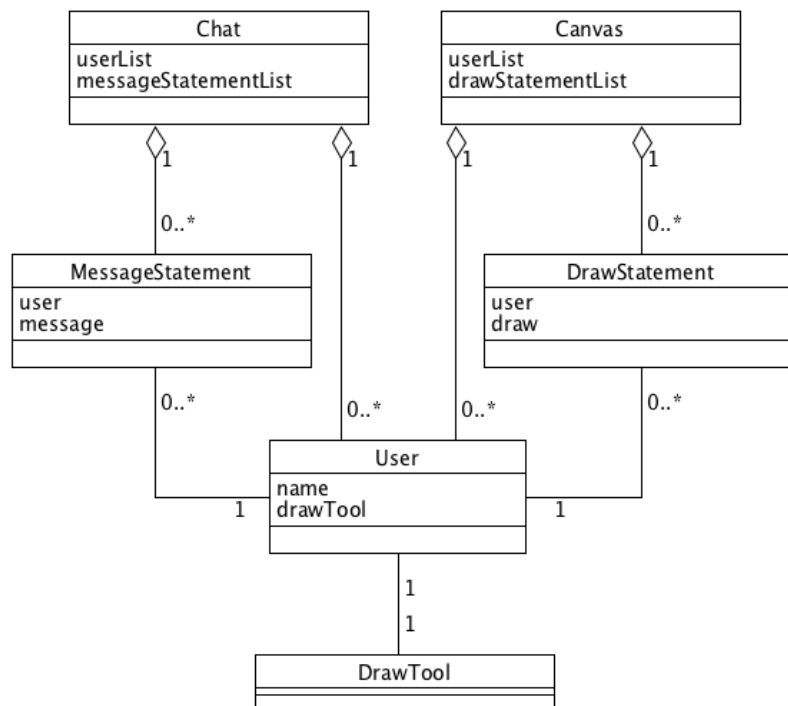 Chat
userList
messageStatementList
Canvas
userList
drawStatementList
1
1
1
1
0..*
0..*
MessageStatement
user
message
DrawStatement
user
draw
0..*
0..*
0..*
0..*
User
name
drawTool
1
1
1
1
DrawTool